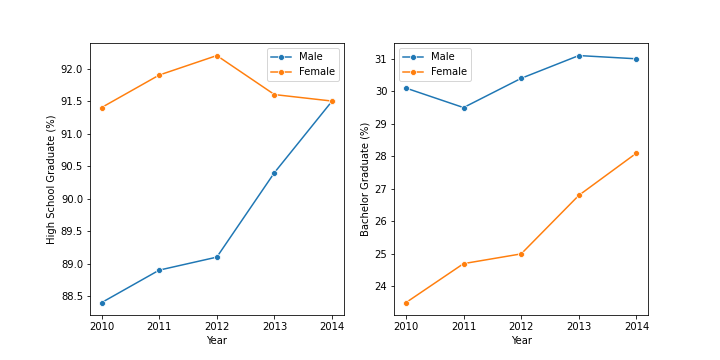 High School Graduate (%)
92.0
91.5
91.0
90.5
90.0
89.5
89.0
88.5
Male
Female
2010 2011 2012 2013 2014
Year
Bachelor Graduate (%)
31
30
29
28
27
26
25
24
Male
Female
2010 2011 2012 2013 2014
Year